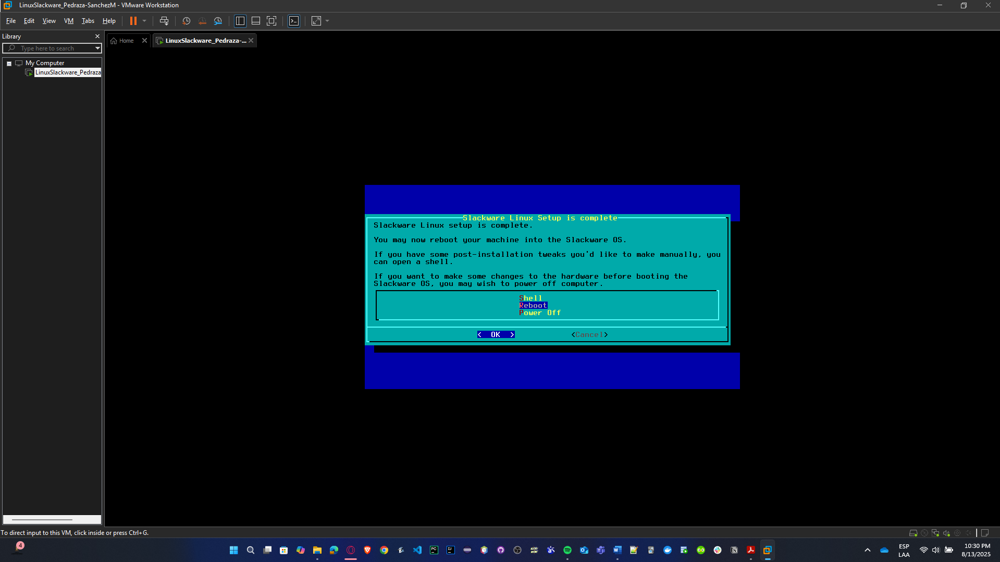 LinuxSlackware_Pedraza-SanchezM - VMware Workstation
File Edit View VM Tabs Help
Library
Type here to search
My Computer
LinuxSlackware_Pedraza
Home
LinuxSlackware_Pedraza-...
Slackware Linux Setup is complete
Slackware Linux setup is complete.
You may now reboot your machine into the Slackware OS.
If you have some post-installation tweaks you'd like to make manually, you
can open a shell.
If you want to make some changes to the hardware before booting the
Slackware OS, you may wish to power off computer.
Shell
Reboot
Power Off
< OK > <Cancel>
To direct input to this VM, click inside or press Ctrl+G.
4
PC
IJ
ESP
LAA
10:30 PM
8/13/2025